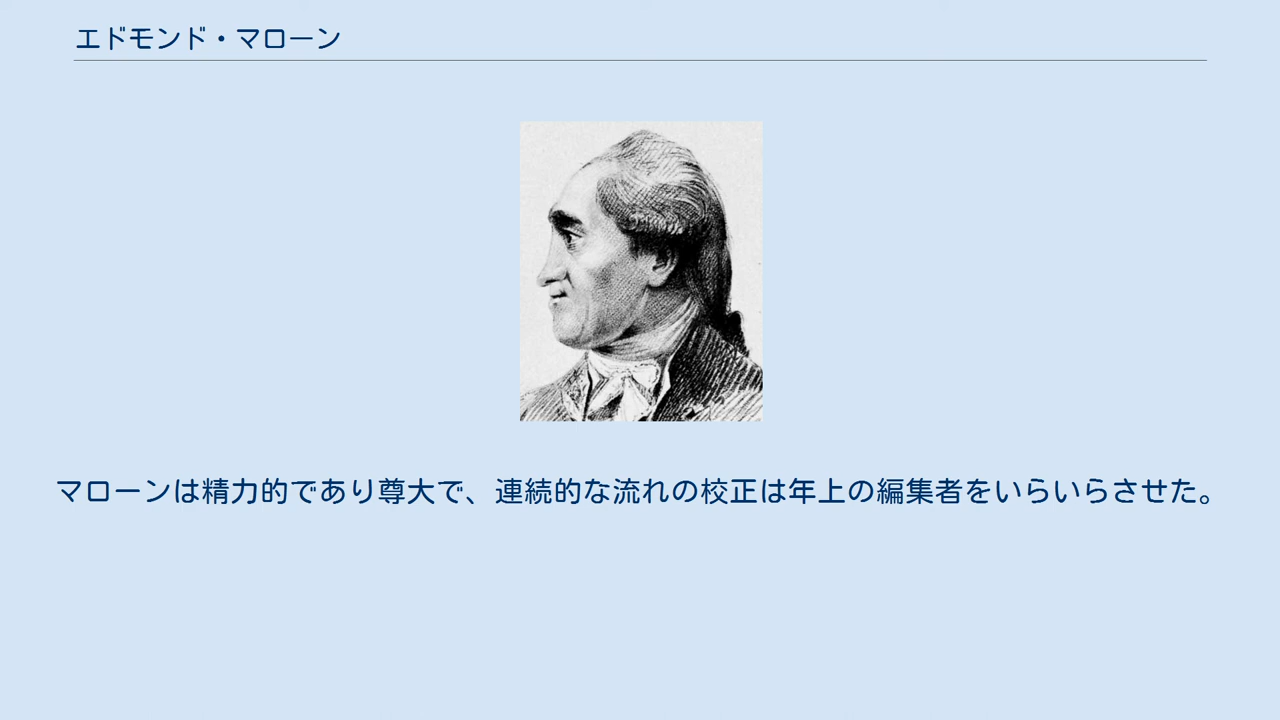 エドモンド・マローン
マローンは精力的であり尊大で、連続的な流れの校正は年上の編集者をいらいらさせた。